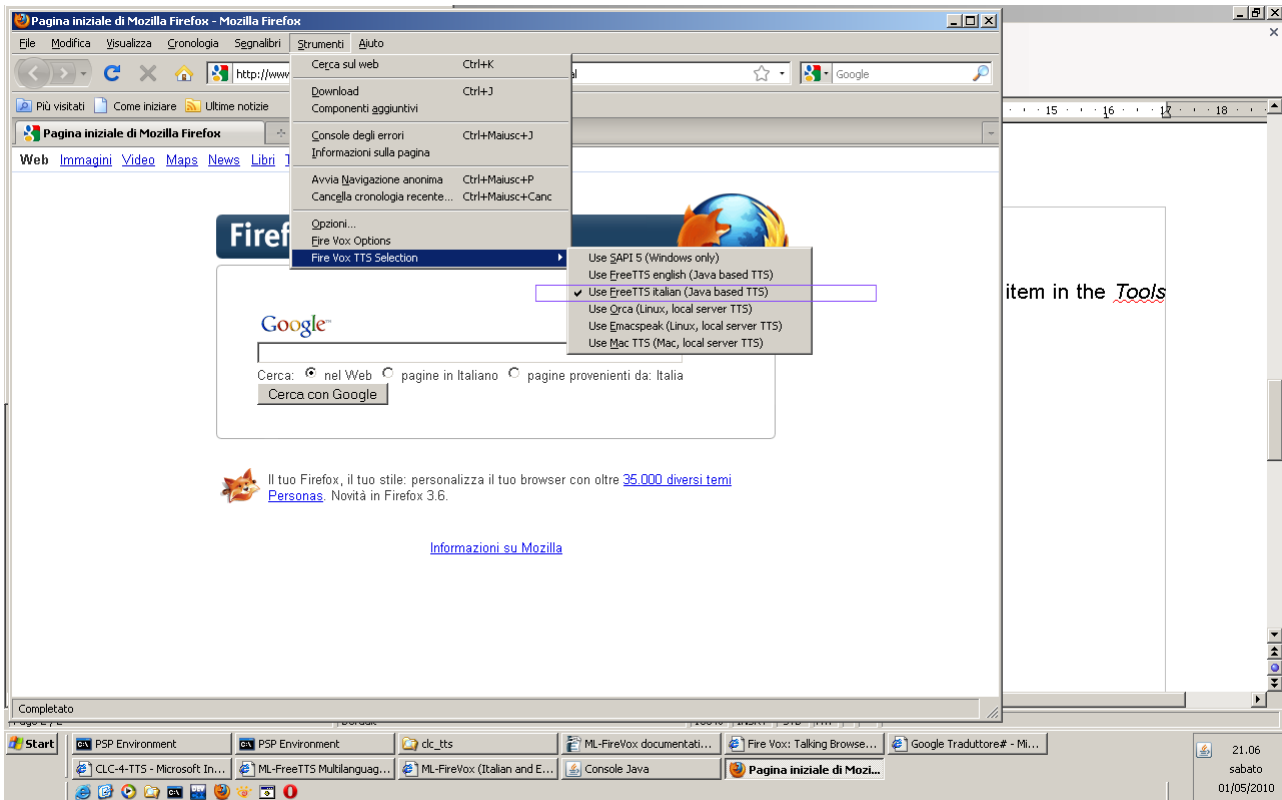 Pagina iniziale di Mozilla Firefox - Mozilla Firefox
File Modifica Visualizza Cronologia Segnalibri Strumenti Aiuto
http://www
Google
Più visitati Come iniziare Ultime notizie
Pagina iniziale di Mozilla Firefox
Web Immagini Video Maps News Libri
Cerca sul web Ctrl+K
Download Ctrl+J
Componenti aggiuntivi
Console degli errori Ctrl+Maiusc+J
Informazioni sulla pagina
Avvia Navigazione anonima Ctrl+Maiusc+P
Cancella cronologia recente... Ctrl+Maiusc+Canc
Opzioni...
Fire Vox Options
Fire Vox TTS Selection
Use SAPI 5 (Windows only)
Use FreeTTS english (Java based TTS)
Use FreeTTS italian (Java based TTS)
Use Orca (Linux, local server TTS)
Use Emacspeak (Linux, local server TTS)
Use Mac TTS (Mac, local server TTS)
Firef
Google
Cerca: nel Web pagine in Italiano pagine provenienti da: Italia
Cerca con Google
Il tuo Firefox, il tuo stile: personalizza il tuo browser con oltre 35.000 diversi temi
Personas. Novità in Firefox 3.6.
Informazioni su Mozilla
Completato
15 16 17 18
item in the Tools
Start PSP Environment PSP Environment clc_tts ML-FireVox documentati... Fire Vox: Talking Browse... Google Traduttore# - Mi...
CLC-4-TTS - Microsoft In... ML-FreeTTS Multilanguag... ML-FireVox (Italian and E... Console Java Pagina iniziale di Mozi...
21.06
sabato
01/05/2010